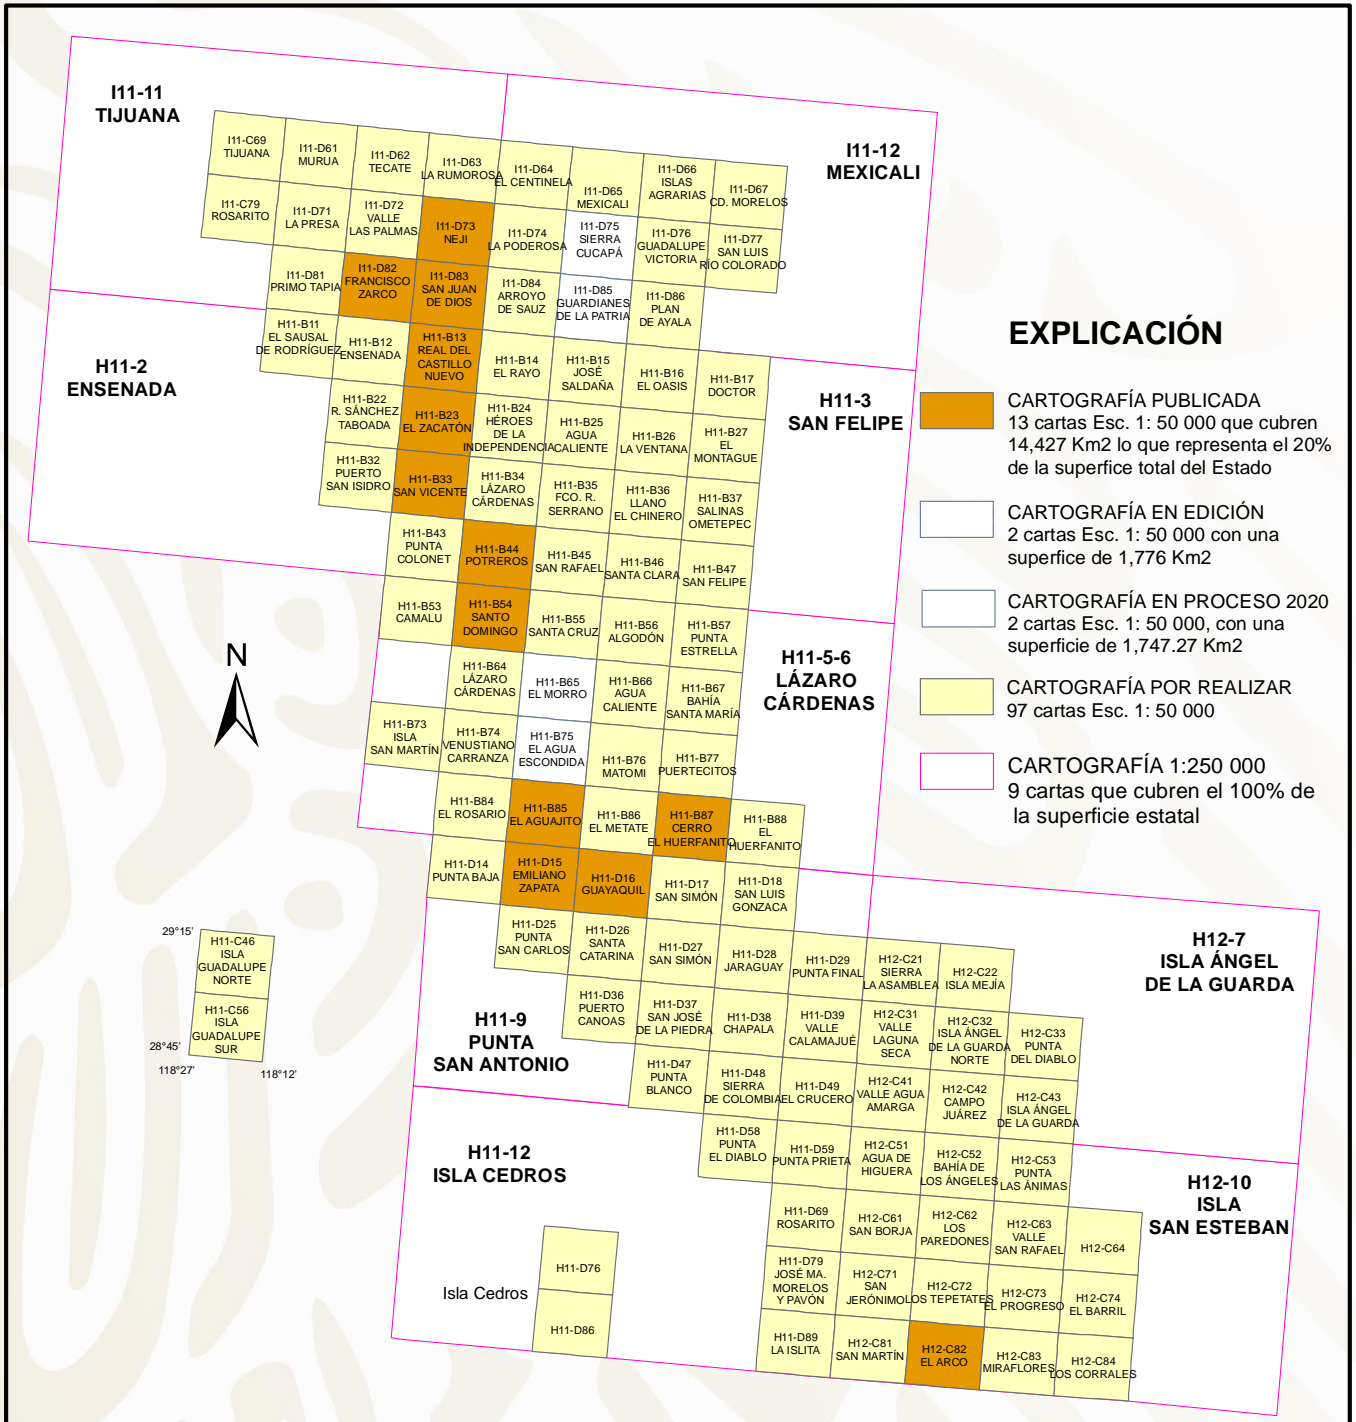 I11-11
TIJUANA
I11-12
MEXICALI
I11-C69
TIJUANA
I11-D61
MURUA
I11-D62
TECATE
I11-D63
LA RUMOROSA
I11-D64
EL CENTINELA
I11-D65
MEXICALI
I11-D66
ISLAS
AGRARIAS
I11-D67
CD. MORELOS
I11-C79
ROSARITO
I11-D71
LA PRESA
I11-D72
VALLE
LAS PALMAS
I11-D73
NEJI
I11-D74
LA PODEROSA
I11-D75
SIERRA
CUCAPÁ
I11-D76
GUADALUPE
VICTORIA
I11-D77
SAN LUIS
RÍO COLORADO
I11-D81
PRIMO TAPIA
I11-D82
FRANCISCO
ZARCO
I11-D83
SAN JUAN
DE DIOS
I11-D84
ARROYO
DE SAUZ
I11-D85
GUARDIANES
DE LA PATRIA
I11-D86
PLAN
DE AYALA
H11-2
ENSENADA
H11-3
SAN FELIPE
H11-B11
EL SAUSAL
DE RODRÍGUEZ
H11-B12
ENSENADA
H11-B13
REAL DEL
CASTILLO
NUEVO
H11-B14
EL RAYO
H11-B15
JOSÉ
SALDAÑA
H11-B16
EL OASIS
H11-B17
DOCTOR
H11-B22
R. SÁNCHEZ
TABOADA
H11-B23
EL ZACATÓN
H11-B24
HÉROES
DE LA
INDEPENDENCIA
H11-B25
AGUA
CALIENTE
H11-B26
LA VENTANA
H11-B27
EL
MONTAGUE
H11-B32
PUERTO
SAN ISIDRO
H11-B33
SAN VICENTE
H11-B34
LÁZARO
CÁRDENAS
H11-B35
FCO. R.
SERRANO
H11-B36
LLANO
EL CHINERO
H11-B37
SALINAS
OMETEPEC
H11-B43
PUNTA
COLONET
H11-B44
POTREROS
H11-B45
SAN RAFAEL
H11-B46
SANTA CLARA
H11-B47
SAN FELIPE
H11-B53
CAMALU
H11-B54
SANTO
DOMINGO
H11-B55
SANTA CRUZ
H11-B56
ALGODÓN
H11-B57
PUNTA
ESTRELLA
H11-5-6
LÁZARO
CÁRDENAS
H11-B64
LÁZARO
CÁRDENAS
H11-B65
EL MORRO
H11-B66
AGUA
CALIENTE
H11-B67
BAHÍA
SANTA MARÍA
H11-B73
ISLA
SAN MARTÍN
H11-B74
VENUSTIANO
CARRANZA
H11-B75
EL AGUA
ESCONDIDA
H11-B76
MATOMI
H11-B77
PUERTECITOS
H11-B84
EL ROSARIO
H11-B85
EL AGUAJITO
H11-B86
EL METATE
H11-B87
CERRO
EL HUERFANITO
H11-B88
EL
HUERFANITO
H11-D14
PUNTA BAJA
H11-D15
EMILIANO
ZAPATA
H11-D16
GUAYAQUIL
H11-D17
SAN SIMÓN
H11-D18
SAN LUIS
GONZACA
H11-D25
PUNTA
SAN CARLOS
H11-D26
SANTA
CATARINA
H11-D27
SAN SIMÓN
H11-D28
JARAGUAY
H11-D29
PUNTA FINAL
H12-C21
SIERRA
LA ASAMBLEA
H12-C22
ISLA MEJÍA
H12-7
ISLA ÁNGEL
DE LA GUARDA
H11-9
PUNTA
SAN ANTONIO
H11-D36
PUERTO
CANOAS
H11-D37
SAN JOSÉ
DE LA PIEDRA
H11-D38
CHAPALA
H11-D39
VALLE
CALAMAJUÉ
H12-C31
VALLE
LAGUNA
SECA
H12-C32
ISLA ÁNGEL
DE LA GUARDA
NORTE
H12-C33
PUNTA
DEL DIABLO
H11-D47
PUNTA
BLANCO
H11-D48
SIERRA
DE COLOMBIA
H11-D49
EL CRUCERO
H12-C41
VALLE AGUA
AMARGA
H12-C42
CAMPO
JUÁREZ
H12-C43
ISLA ÁNGEL
DE LA GUARDA
H11-12
ISLA CEDROS
H11-D58
PUNTA
EL DIABLO
H11-D59
PUNTA PRIETA
H12-C51
AGUA DE
HIGUERA
H12-C52
BAHÍA DE
LOS ÁNGELES
H12-C53
PUNTA
LAS ÁNIMAS
H12-10
ISLA
SAN ESTEBAN
H11-D69
ROSARITO
H12-C61
SAN BORJA
H12-C62
LOS
PAREDONES
H12-C63
VALLE
SAN RAFAEL
H12-C64
H11-D79
JOSÉ MA.
MORELOS
Y PAVÓN
H12-C71
SAN
JERÓNIMO
H12-C72
LOS TEPETATES
H12-C73
EL PROGRESO
H12-C74
EL BARRIL
H11-D89
LA ISLITA
H12-C81
SAN MARTÍN
H12-C82
EL ARCO
H12-C83
MIRAFLORES
H12-C84
LOS CORRALES
Isla Cedros
H11-D76
H11-D86
N
29°15'
H11-C46
ISLA
GUADALUPE
NORTE
H11-C56
ISLA
GUADALUPE
SUR
28°45'
118°27'
118°12'
EXPLICACIÓN
CARTOGRAFÍA PUBLICADA
13 cartas Esc. 1: 50 000 que cubren
14,427 Km2 lo que representa el 20%
de la superfice total del Estado
CARTOGRAFÍA EN EDICIÓN
2 cartas Esc. 1: 50 000 con una
superfice de 1,776 Km2
CARTOGRAFÍA EN PROCESO 2020
2 cartas Esc. 1: 50 000, con una
superficie de 1,747.27 Km2
CARTOGRAFÍA POR REALIZAR
97 cartas Esc. 1: 50 000
CARTOGRAFÍA 1:250 000
9 cartas que cubren el 100% de
la superficie estatal